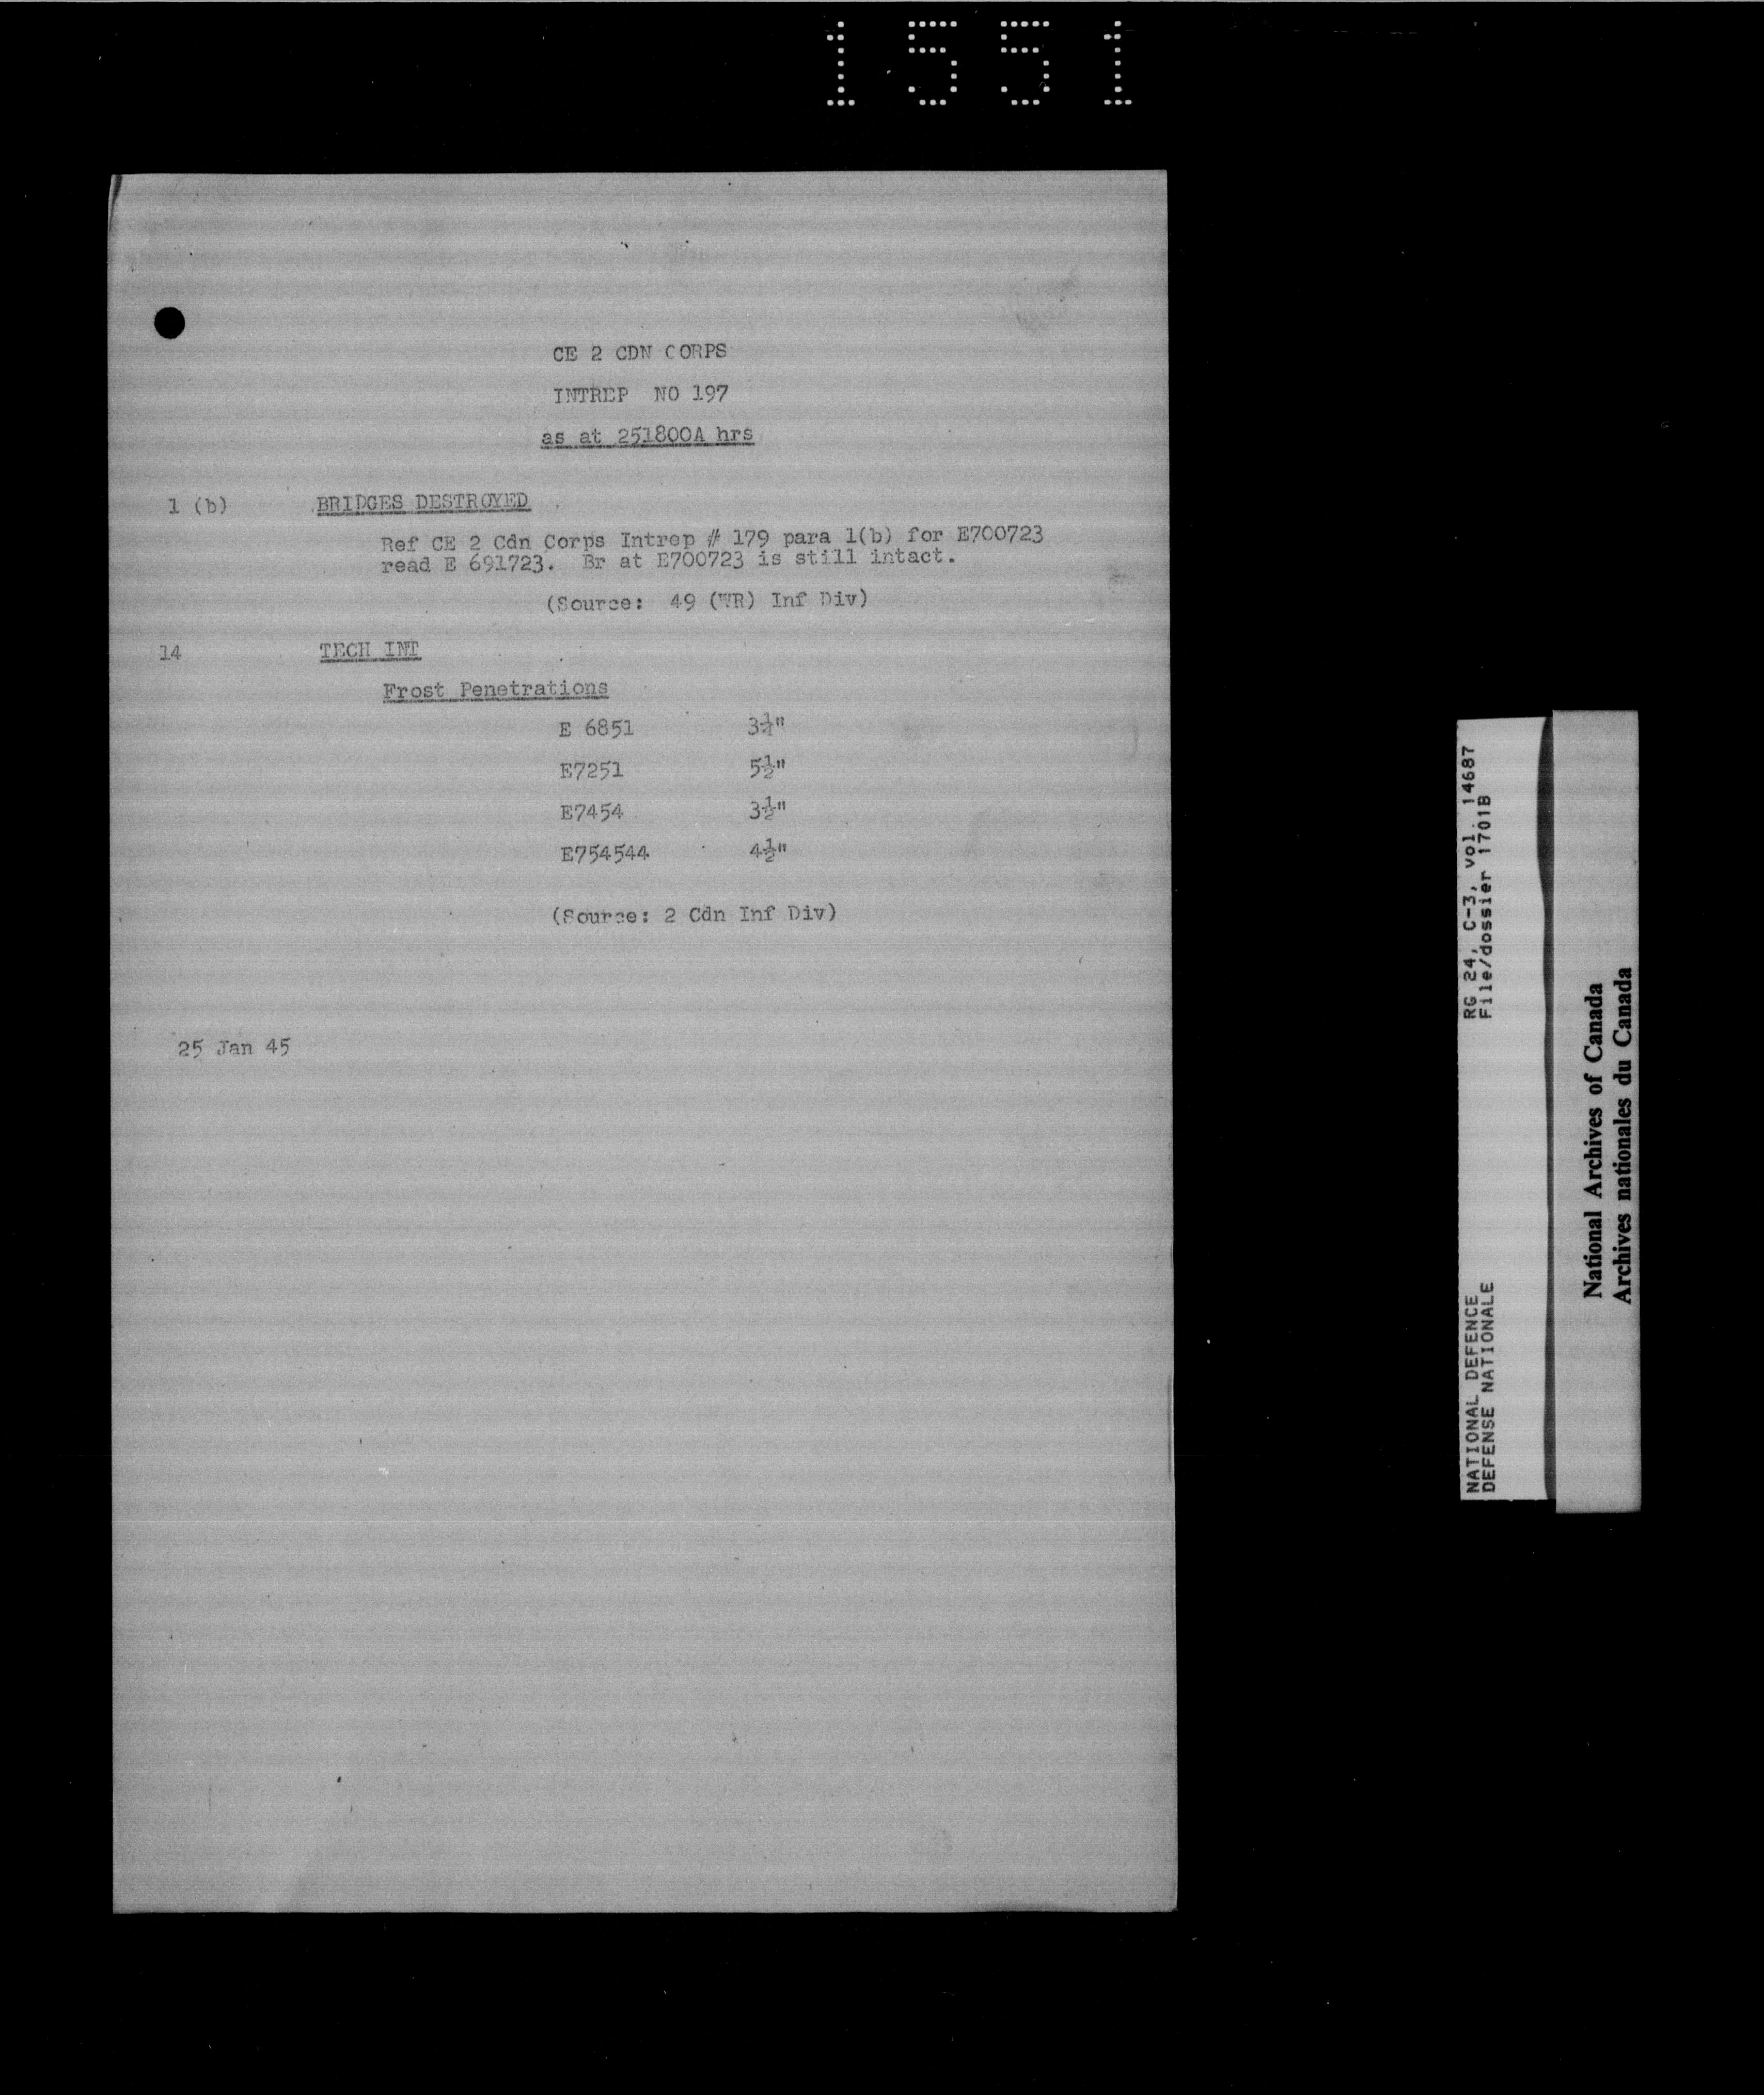 1551
CE 2 CDN CORPS
INTREP NO 197
as at 251800A hrs
1 (b) BRIDGES DESTROYED
Ref CE 2 Cdn Corps Intrep # 179 para 1(b) for E700723
read E 691723. Br at E700723 is still intact.
(Source: 49 (WR) Inf Div)
14 TECH INT
Frost Penetrations
E 6851 3¼"
E7251 5½"
E7454 3½"
E754544 4½"
(Source: 2 Cdn Inf Div)
25 Jan 45
NATIONAL DEFENCE RG 24, C-3, vol. 14687
DEFENSE NATIONALE File/dossier 1701B
National Archives of Canada
Archives nationales du Canada